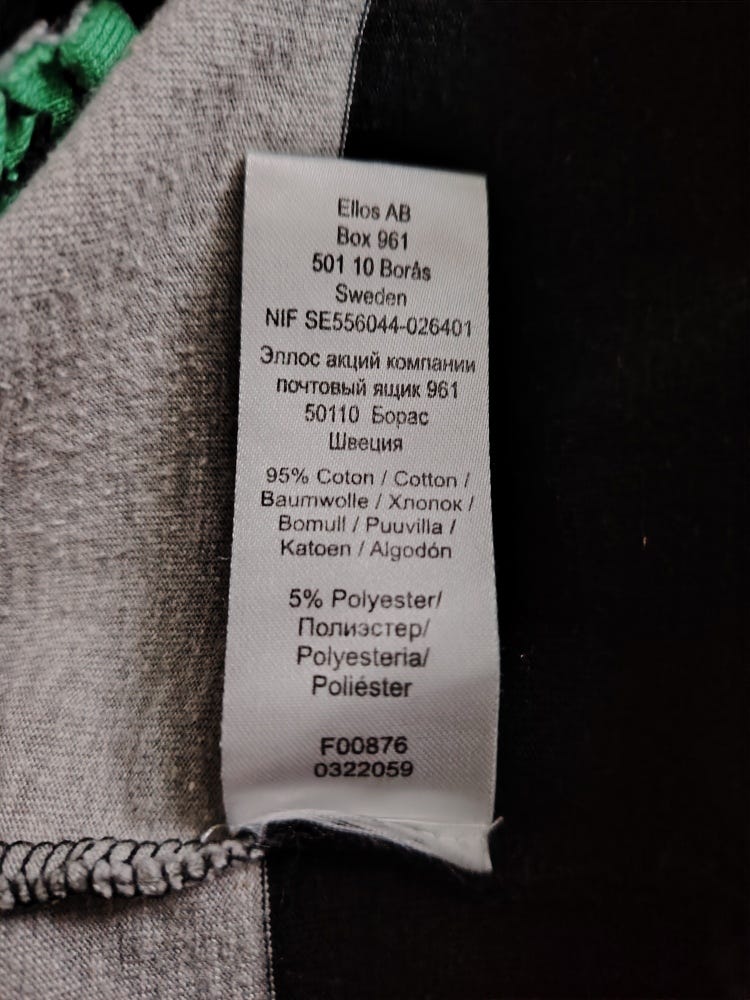 Ellos AB
Box 961
501 10 Borås
Sweden
NIF SE556044-026401
Эллос акций компании
почтовый ящик 961
50110 Борас
Швеция
95% Coton / Cotton /
Baumwolle / Хлопок /
Bomull / Puuvilla /
Katoen / Algodón
5% Polyester/
Полиэстер/
Polyesteria/
Poliéster
F00876
0322059